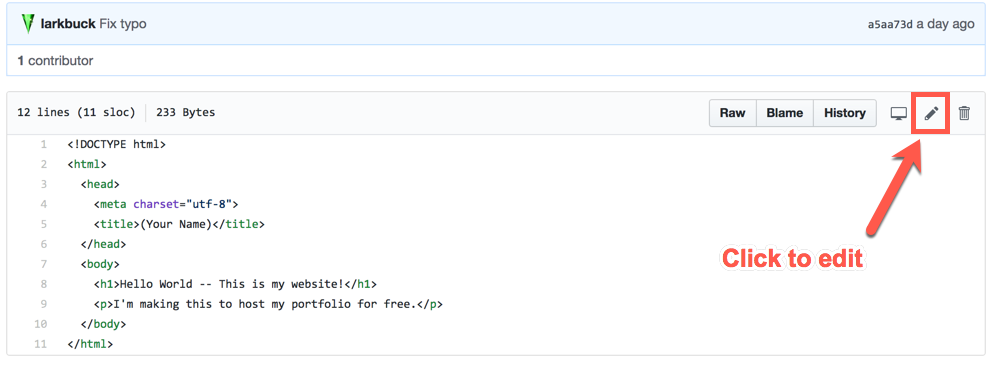 larkbuck Fix typo a5aa73d a day ago
1 contributor
12 lines (11 sloc) 233 Bytes Raw Blame History
1 <!DOCTYPE html>
2 <html>
3 <head>
4 <meta charset="utf-8">
5 <title>(Your Name)</title>
6 </head>
7 <body>
8 <h1>Hello World -- This is my website!</h1>
9 <p>I'm making this to host my portfolio for free.</p>
10 </body>
11 </html>
Click to edit